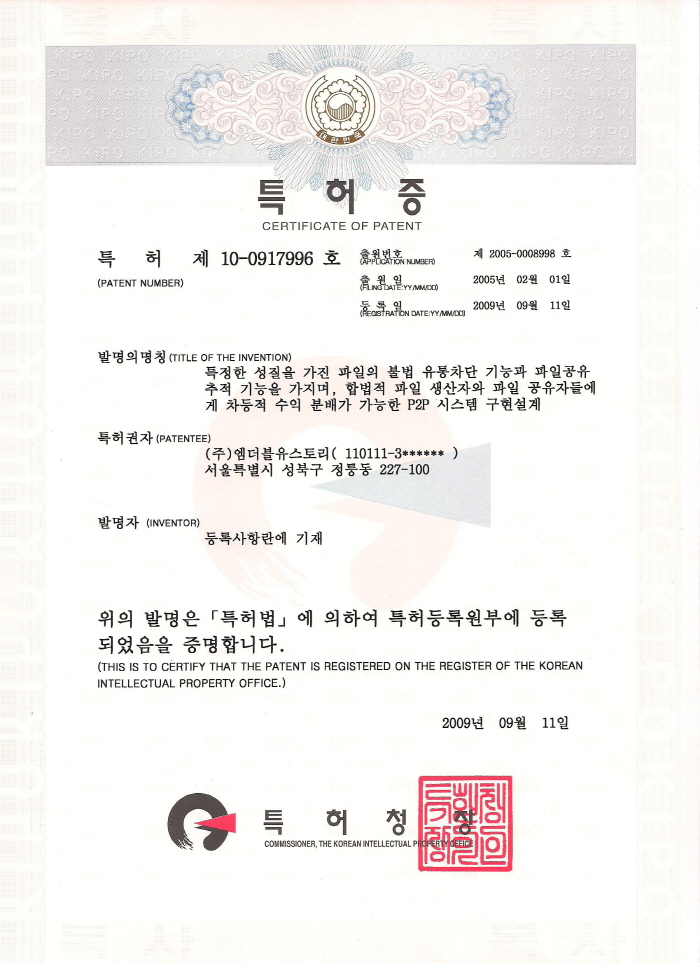 KIPO KIPO KIPO KIPO
대한민국
특 허 증
CERTIFICATE OF PATENT
특 허 제 10-0917996 호
(PATENT NUMBER)
출원번호 제 2005-0008998 호
(APPLICATION NUMBER)
출 원 일 2005년 02월 01일
(FILING DATE:YY/MM/DD)
등 록 일 2009년 09월 11일
(REGISTRATION DATE:YY/MM/DD)
발명의명칭 (TITLE OF THE INVENTION)
특정한 성질을 가진 파일의 불법 유통차단 기능과 파일공유
추적 기능을 가지며, 합법적 파일 생산자와 파일 공유자들에
게 차등적 수익 분배가 가능한 P2P 시스템 구현설계
특허권자 (PATENTEE)
(주)엠더블유스토리( 110111-3****** )
서울특별시 성북구 정릉동 227-100
발명자 (INVENTOR)
등록사항란에 기재
위의 발명은 「특허법」에 의하여 특허등록원부에 등록
되었음을 증명합니다.
(THIS IS TO CERTIFY THAT THE PATENT IS REGISTERED ON THE REGISTER OF THE KOREAN
INTELLECTUAL PROPERTY OFFICE.)
2009년 09월 11일
특 허 청 장
COMMISSIONER, THE KOREAN INTELLECTUAL PROPERTY OFFICE